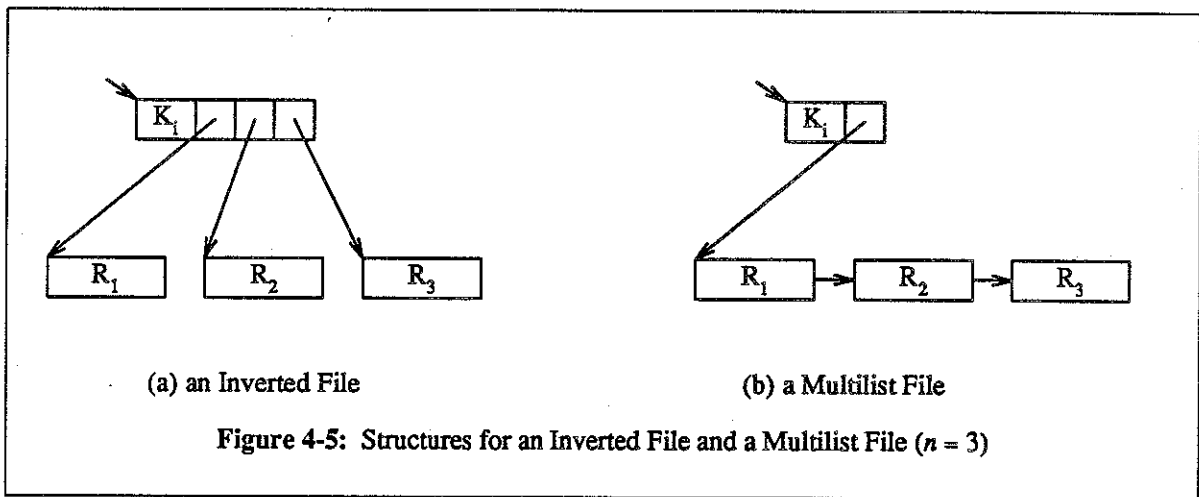 K_i
K_i
R_1
R_2
R_3
R_1
R_2
R_3
(a) an Inverted File
(b) a Multilist File
Figure 4-5: Structures for an Inverted File and a Multilist File (n = 3)